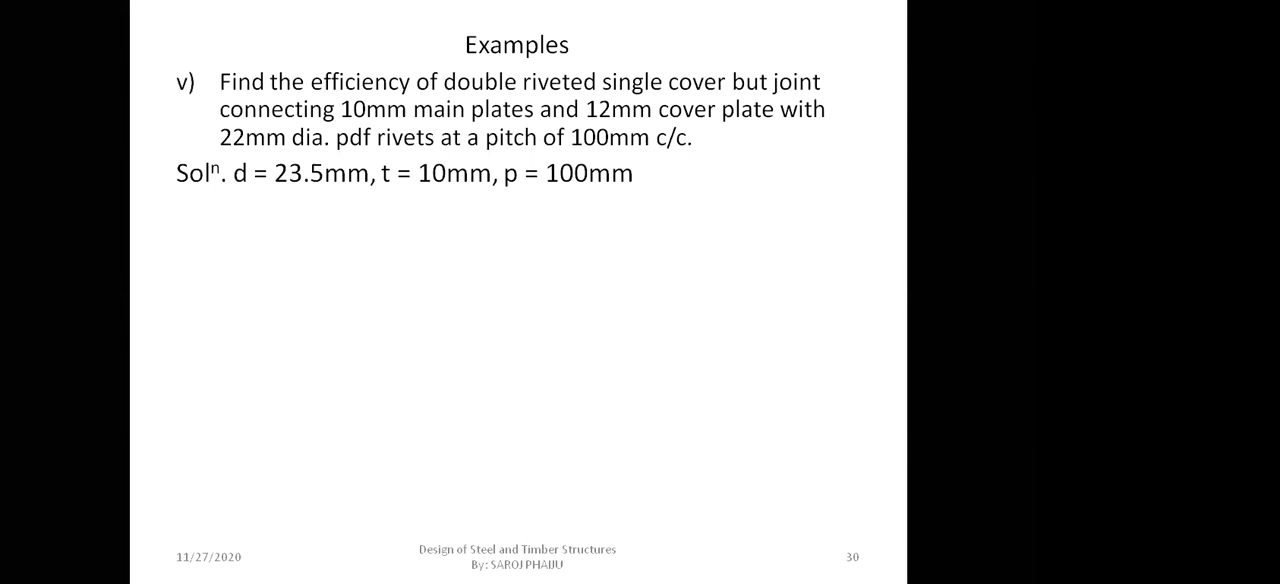 Examples
v) Find the efficiency of double riveted single cover but joint
connecting 10mm main plates and 12mm cover plate with
22mm dia. pdf rivets at a pitch of 100mm c/c.
Solⁿ. d = 23.5mm, t = 10mm, p = 100mm
11/27/2020
Design of Steel and Timber Structures
By: SAROJ PHAIJU
30